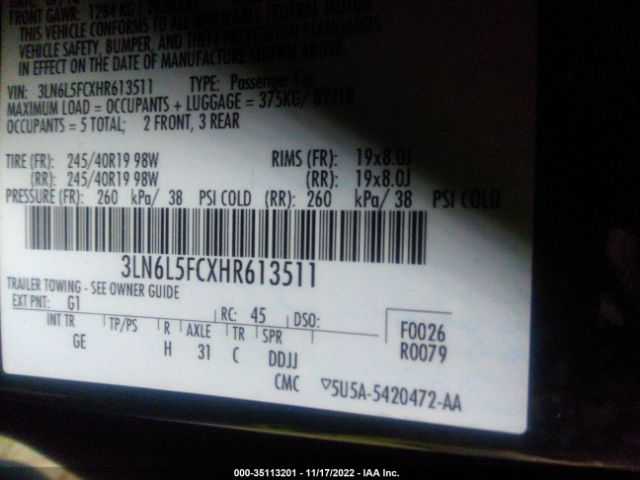 FRONT GAWR: 1284 KG
THIS VEHICLE CONFORMS TO ALL APPLICABLE FEDERAL MOTOR
VEHICLE SAFETY, BUMPER, AND THEFT PREVENTION STANDARDS
IN EFFECT ON THE DATE OF MANUFACTURE SHOWN ABOVE.
VIN: 3LN6L5FCXHR613511 TYPE: Passenger Car
MAXIMUM LOAD = OCCUPANTS + LUGGAGE = 375KG/ 827LB
OCCUPANTS = 5 TOTAL; 2 FRONT, 3 REAR
TIRE (FR): 245/40R19 98W RIMS (FR): 19x8.0J
(RR): 245/40R19 98W (RR): 19x8.0J
PRESSURE (FR): 260 kPa/ 38 PSI COLD (RR): 260 kPa/ 38 PSI COLD
3LN6L5FCXHR613511
TRAILER TOWING - SEE OWNER GUIDE
EXT PNT: G1 RC: 45 DSO:
INT TR TP/PS R AXLE TR SPR F0026
GE H 31 C DDJJ R0079
CMC ▽5U5A-5420472-AA
000-35113201 - 11/17/2022 - IAA Inc.